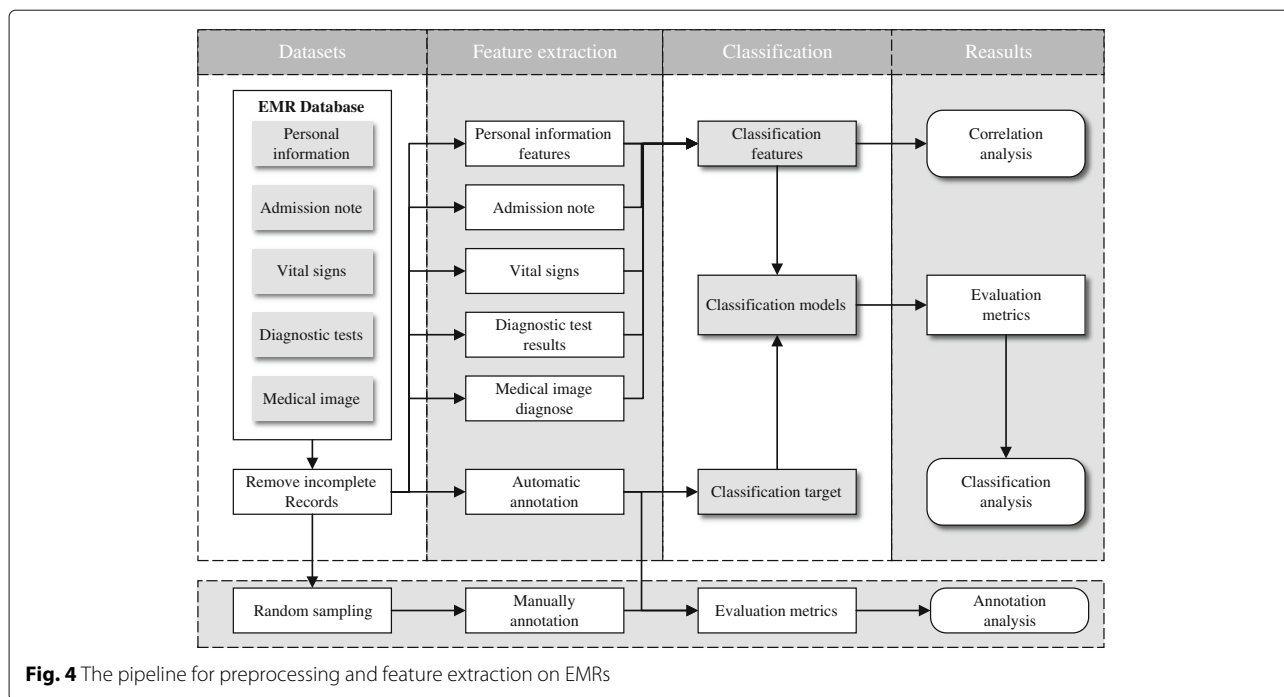 Datasets
Feature extraction
Classification
Reasults
EMR Database
Personal
information
Admission note
Vital signs
Diagnostic tests
Medical image
Remove incomplete
Records
Personal information
features
Admission note
Vital signs
Diagnostic test
results
Medical image
diagnose
Automatic
annotation
Classification
features
Classification models
Classification target
Correlation
analysis
Evaluation
metrics
Classification
analysis
Random sampling
Manually
annotation
Evaluation metrics
Annotation
analysis
Fig. 4 The pipeline for preprocessing and feature extraction on EMRs